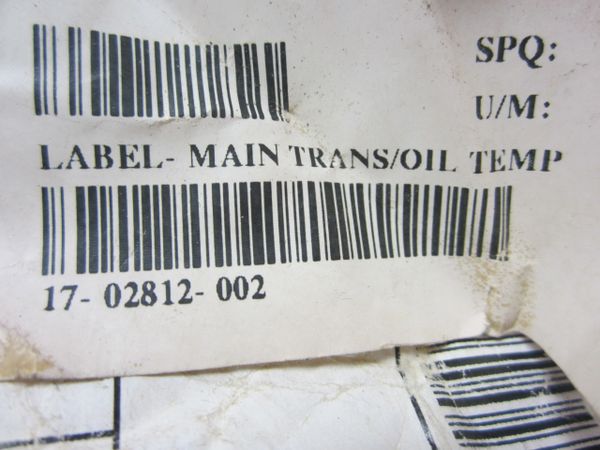 SPQ:
U/M:
LABEL- MAIN TRANS/OIL TEMP
17- 02812- 002